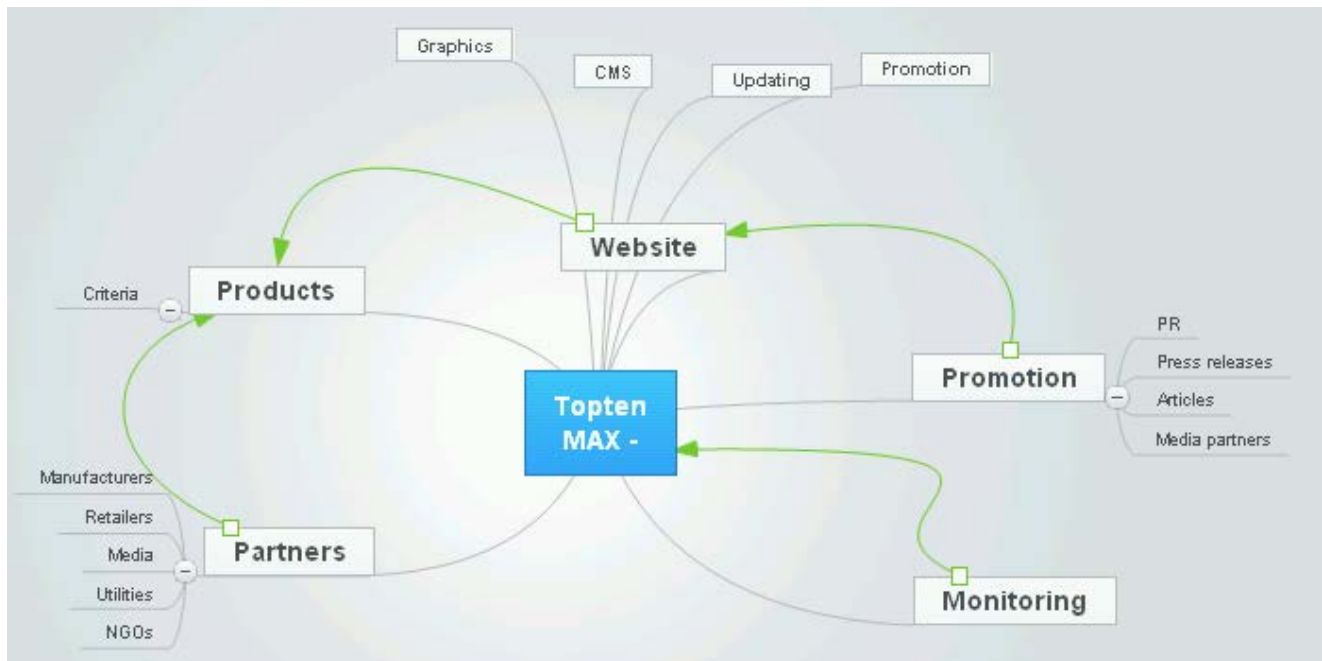 Graphics
CMS
Updating
Promotion
Website
Products
Criteria
Promotion
PR
Press releases
Articles
Media partners
Topten
MAX -
Manufacturers
Retailers
Media
Utilities
NGOs
Partners
Monitoring